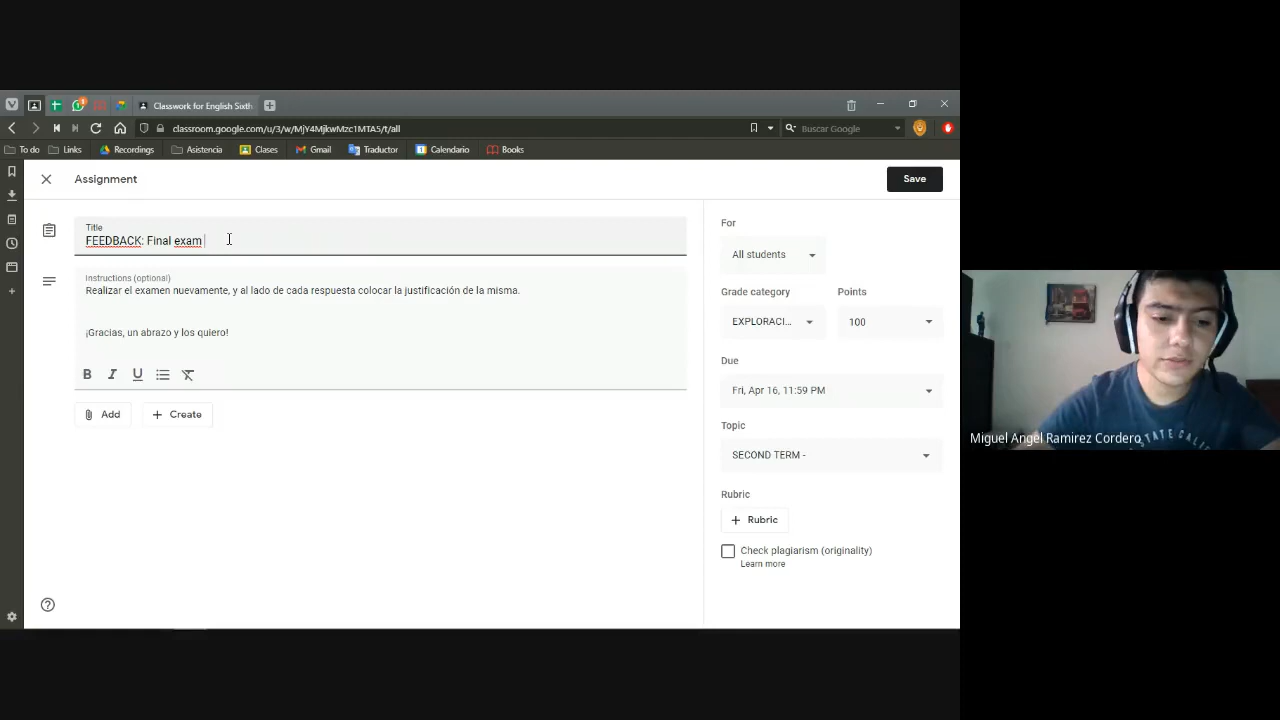 Classwork for English Sixth
classroom.google.com/u/3/w/MjY4MjkwMzc1MTA5/t/all
Buscar Google
To do Links Recordings Asistencia Clases Gmail Traductor Calendario Books
Assignment
Save
Title
FEEDBACK: Final exam
Instructions (optional)
Realizar el examen nuevamente, y al lado de cada respuesta colocar la justificación de la misma.
¡Gracias, un abrazo y los quiero!
B I U
Add
Create
For
All students
Grade category
Points
EXPLORACI...
100
Due
Fri, Apr 16, 11:59 PM
Topic
SECOND TERM -
Rubric
Rubric
Check plagiarism (originality)
Learn more
Miguel Angel Ramirez Cordero
STATE CALIF